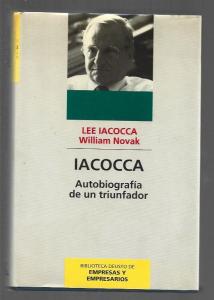 LEE IACOCCA
William Novak
IACOCCA
Autobiografía
de un triunfador
BIBLIOTECA DEUSTO DE
EMPRESAS Y
EMPRESARIOS